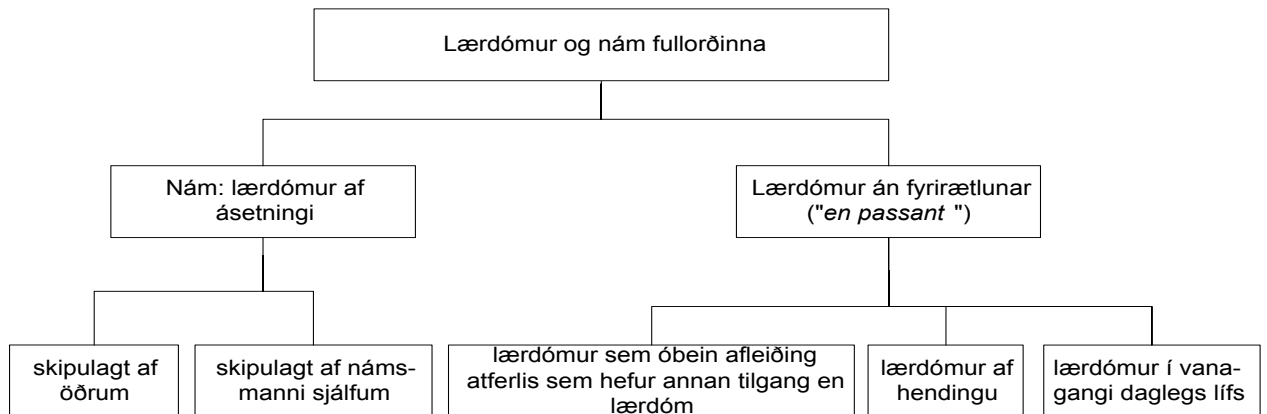 Lærdómur og nám fullorðinna
Nám: lærdómur af
ásetningi
Lærdómur án fyrirætlunar
("en passant ")
skipulagt af
öðrum
skipulagt af náms-
manni sjálfum
lærdómur sem óbein afleiðing
atferlis sem hefur annan tilgang en
lærdóm
lærdómur af
hendingu
lærdómur í vana-
gangi daglegs lífs